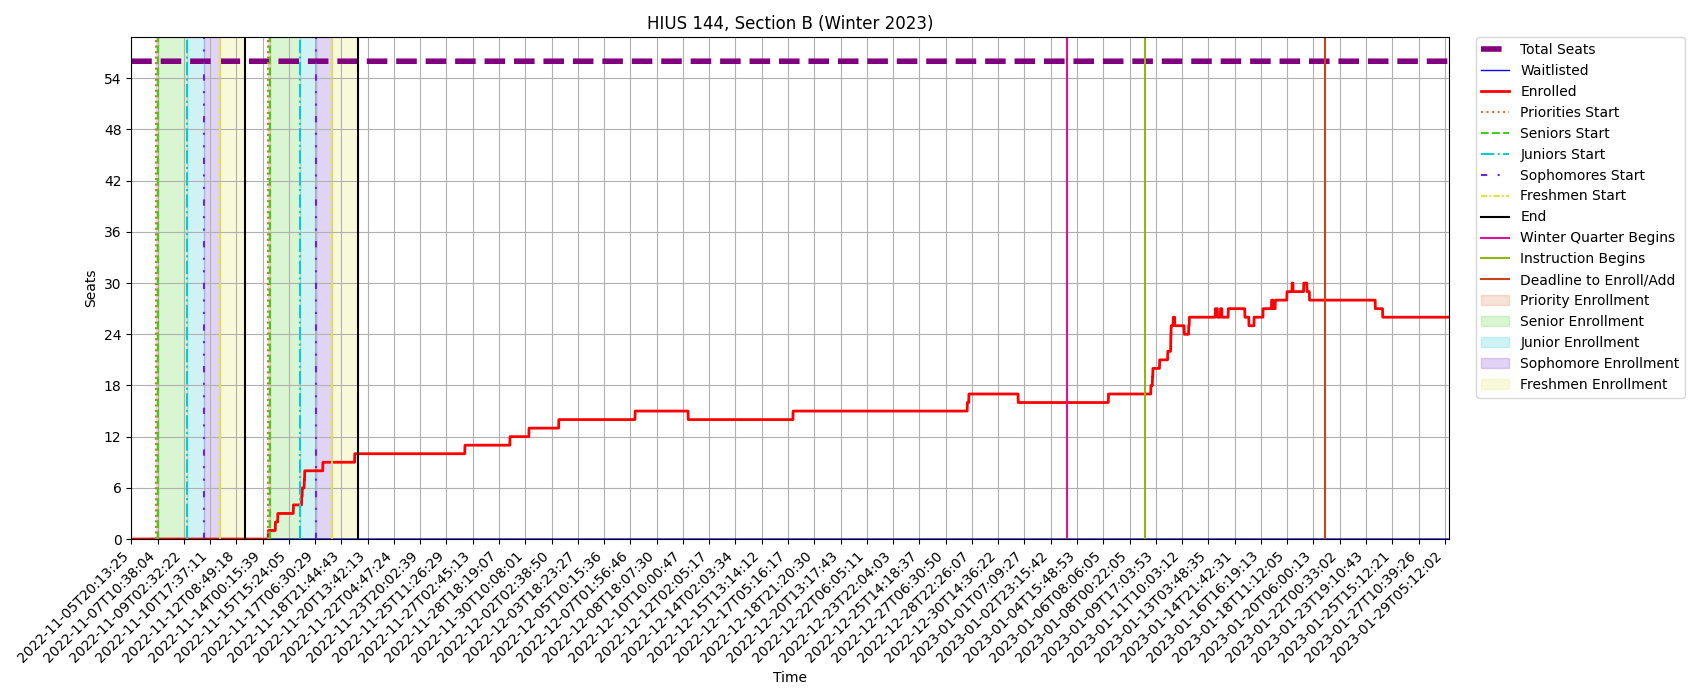 HIUS 144, Section B (Winter 2023)
Seats
54
48
42
36
30
24
18
12
6
0
2022-11-05T20:13:25
2022-11-07T10:38:04
2022-11-09T02:32:22
2022-11-10T17:37:11
2022-11-12T08:49:18
2022-11-14T00:15:39
2022-11-15T15:24:05
2022-11-17T06:30:29
2022-11-18T21:44:43
2022-11-20T13:42:13
2022-11-22T04:47:24
2022-11-23T20:02:39
2022-11-25T11:26:29
2022-11-27T02:45:13
2022-11-28T18:19:07
2022-11-30T10:08:01
2022-12-02T02:38:50
2022-12-03T18:23:27
2022-12-05T10:15:36
2022-12-07T01:56:46
2022-12-08T18:07:30
2022-12-10T10:00:47
2022-12-12T02:05:17
2022-12-14T02:03:34
2022-12-15T13:14:12
2022-12-17T05:16:17
2022-12-18T21:20:30
2022-12-20T13:17:43
2022-12-22T06:05:11
2022-12-23T22:04:03
2022-12-25T14:18:37
2022-12-27T06:30:50
2022-12-28T22:26:07
2022-12-30T14:36:22
2023-01-01T07:09:27
2023-01-02T23:15:42
2023-01-04T15:48:53
2023-01-06T08:06:05
2023-01-08T00:22:05
2023-01-09T17:03:53
2023-01-11T10:03:12
2023-01-13T03:48:35
2023-01-14T21:42:31
2023-01-16T16:19:13
2023-01-18T11:12:05
2023-01-20T06:00:13
2023-01-22T00:33:02
2023-01-23T19:10:43
2023-01-25T15:12:21
2023-01-27T10:39:26
2023-01-29T05:12:02
Time
Total Seats
Waitlisted
Enrolled
Priorities Start
Seniors Start
Juniors Start
Sophomores Start
Freshmen Start
End
Winter Quarter Begins
Instruction Begins
Deadline to Enroll/Add
Priority Enrollment
Senior Enrollment
Junior Enrollment
Sophomore Enrollment
Freshmen Enrollment